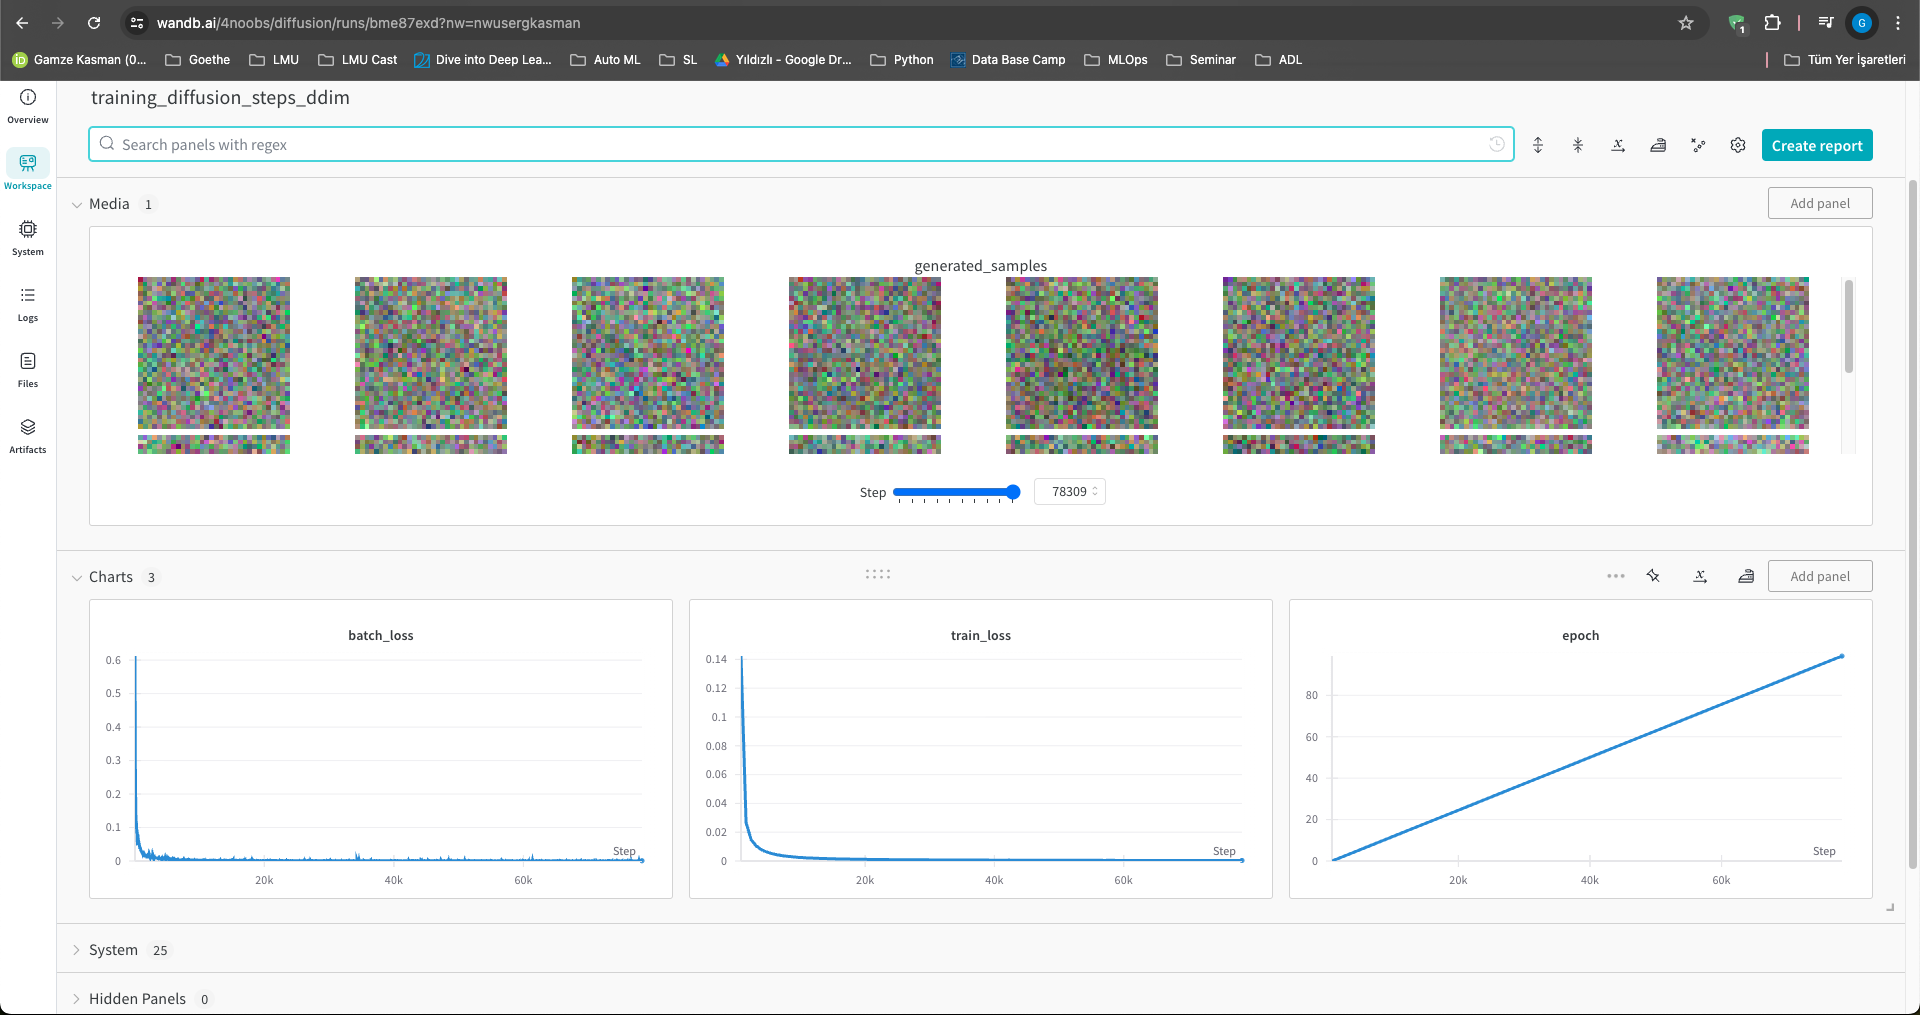 wandb.ai/4noobs/diffusion/runs/bme87exd?nw=nwusergkasman
1
G
iD Gamze Kasman (0... Goethe LMU LMU Cast Dive into Deep Lea... Auto ML SL Yıldızlı - Google Dr... Python Data Base Camp MLOps Seminar ADL Tüm Yer İşaretleri
Overview
Workspace
System
Logs
Files
Artifacts
training_diffusion_steps_ddim
Search panels with regex
Create report
Media 1
Add panel
generated_samples
Step 78309
Charts 3
Add panel
batch_loss
0.6
0.5
0.4
0.3
0.2
0.1
0
Step
20k 40k 60k
train_loss
0.14
0.12
0.1
0.08
0.06
0.04
0.02
0
Step
20k 40k 60k
epoch
80
60
40
20
0
Step
20k 40k 60k
System 25
Hidden Panels 0